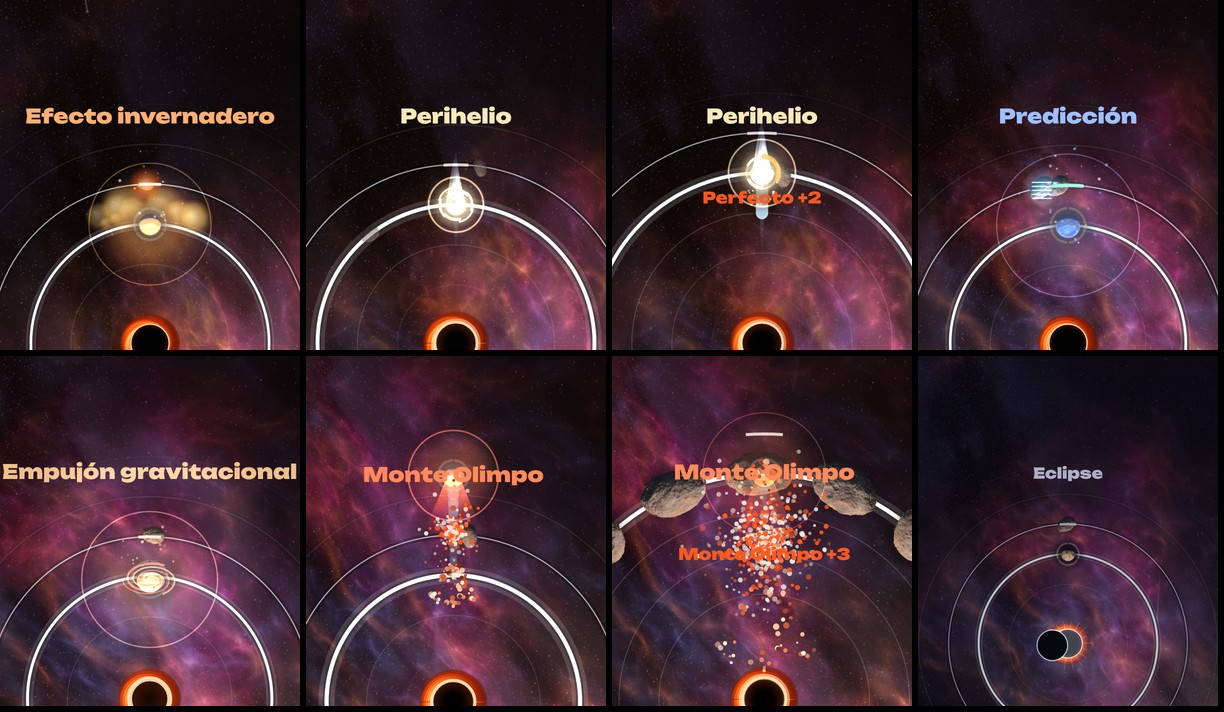 Efecto invernadero
Perihelio
Perihelio
Perfecto +2
Predicción
Empujón gravitacional
Monte Olimpo
Monte Olimpo
Monte Olimpo +3
Eclipse